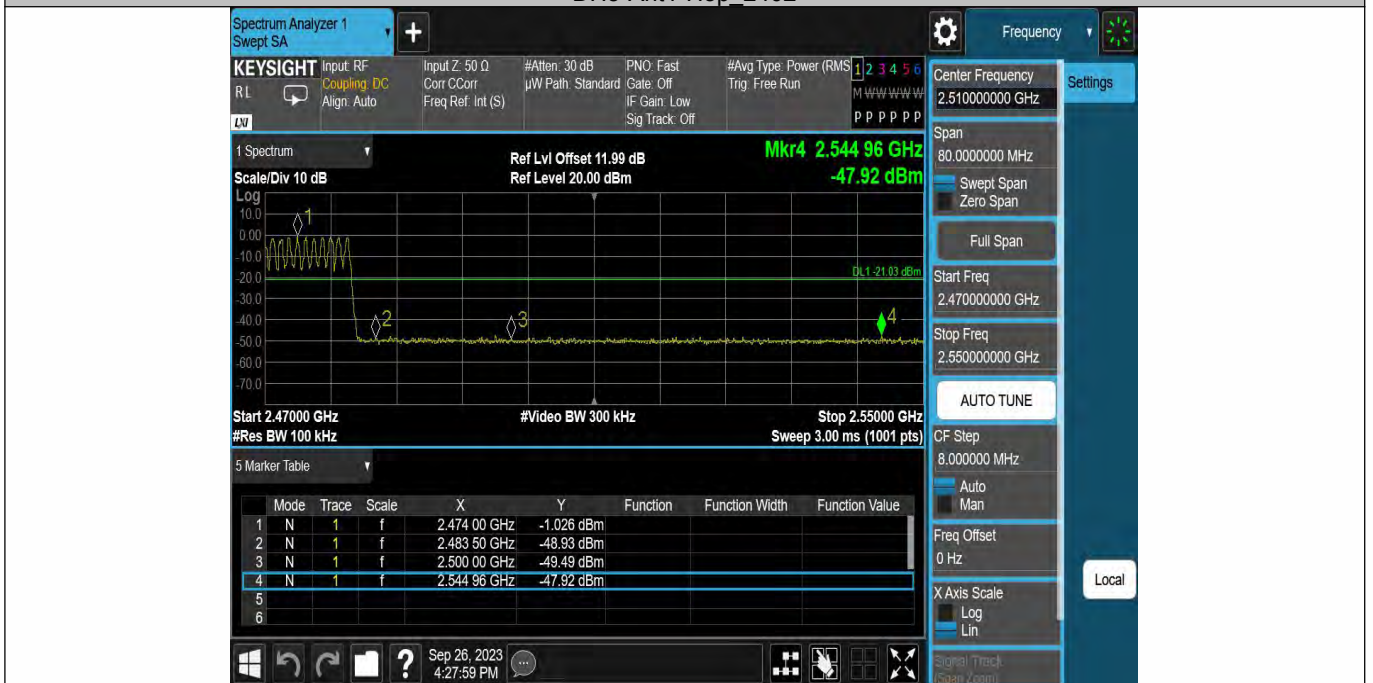 Spectrum Analyzer 1
Swept SA
+
Frequency
KEYSIGHT
RL
LXI
Input: RF
Coupling: DC
Align: Auto
Input Z: 50 Ω
Corr CCorr
Freq Ref: Int (S)
#Atten: 30 dB
µW Path: Standard
PNO: Fast
Gate: Off
IF Gain: Low
Sig Track: Off
#Avg Type: Power (RMS
Trig: Free Run
1 2 3 4 5 6
M W W W W W
P P P P P P
1 Spectrum
Scale/Div 10 dB
Ref Lvl Offset 11.99 dB
Ref Level 20.00 dBm
Mkr4 2.544 96 GHz
-47.92 dBm
Log
10.0
0.00
-10.0
-20.0
-30.0
-40.0
-50.0
-60.0
-70.0
1
2
3
4
DL1 -21.03 dBm
Start 2.47000 GHz
#Res BW 100 kHz
#Video BW 300 kHz
Stop 2.55000 GHz
Sweep 3.00 ms (1001 pts)
5 Marker Table
Mode Trace Scale X Y Function Function Width Function Value
1 N 1 f 2.474 00 GHz -1.026 dBm
2 N 1 f 2.483 50 GHz -48.93 dBm
3 N 1 f 2.500 00 GHz -49.49 dBm
4 N 1 f 2.544 96 GHz -47.92 dBm
5
6
?
Sep 26, 2023
4:27:59 PM
Center Frequency
2.510000000 GHz
Settings
Span
80.0000000 MHz
Swept Span
Zero Span
Full Span
Start Freq
2.470000000 GHz
Stop Freq
2.550000000 GHz
AUTO TUNE
CF Step
8.000000 MHz
Auto
Man
Freq Offset
0 Hz
X Axis Scale
Log
Lin
Local
Signal Track
(Span Zoom)